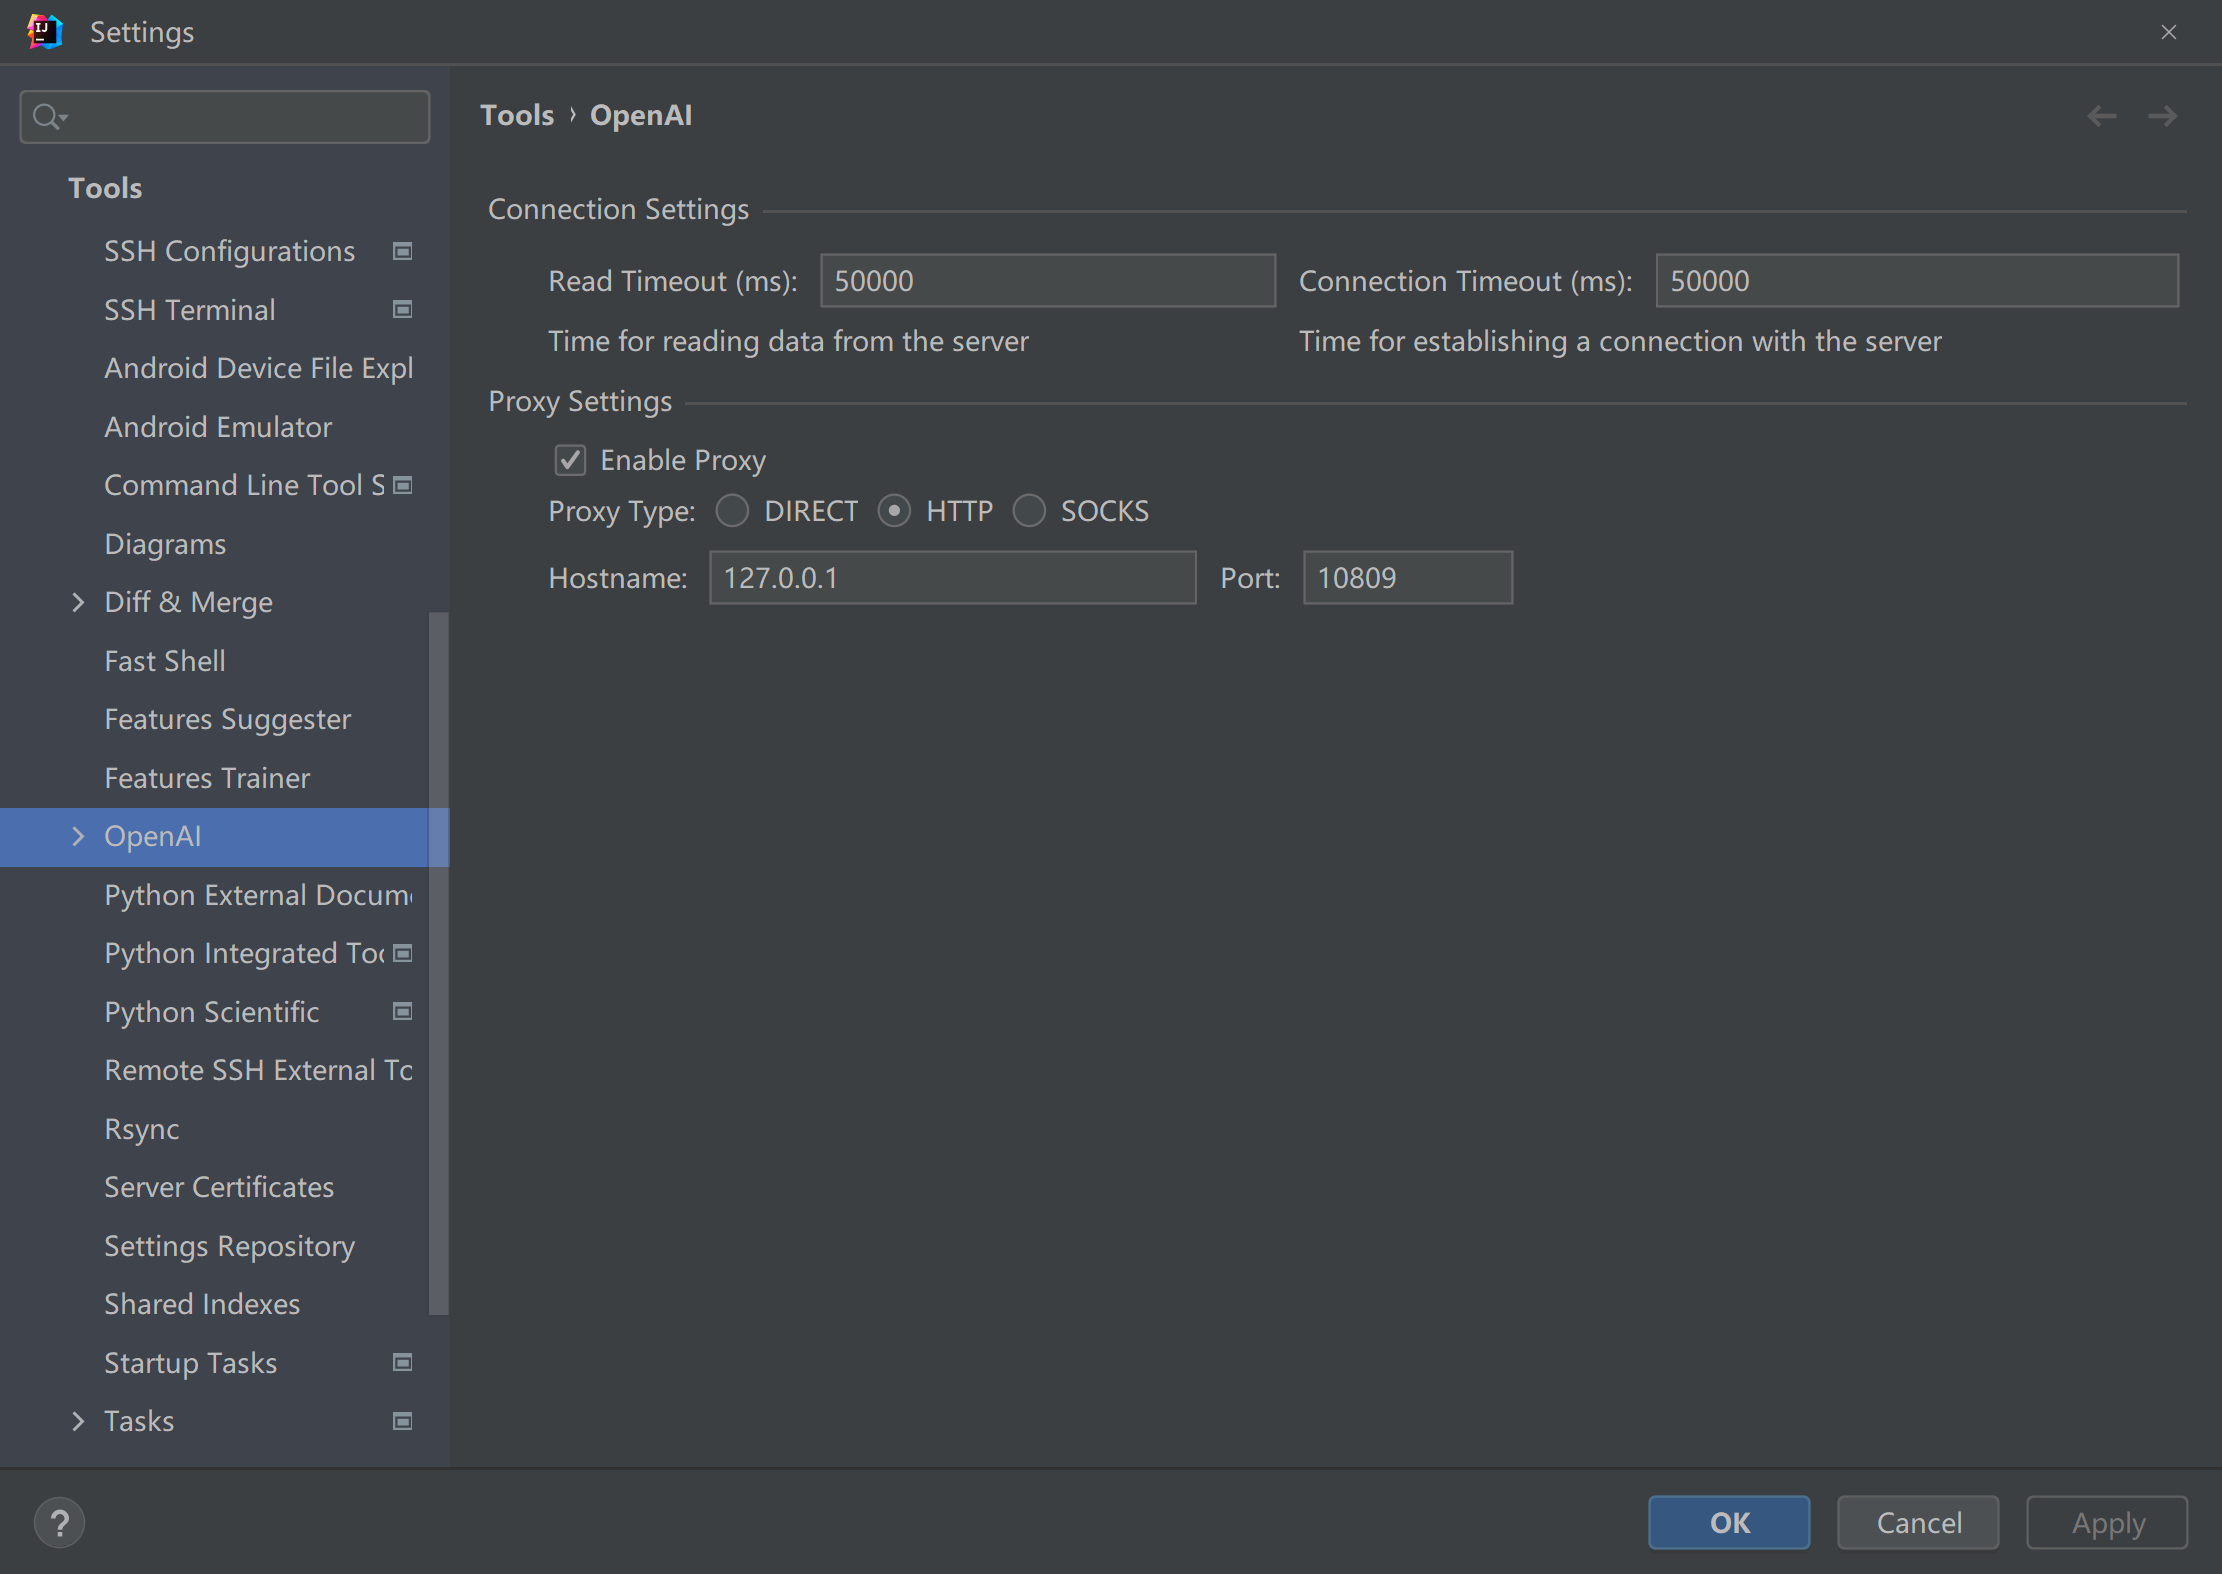 IJ
Settings
Tools › OpenAI
Tools
SSH Configurations
SSH Terminal
Android Device File Expl
Android Emulator
Command Line Tool S
Diagrams
Diff & Merge
Fast Shell
Features Suggester
Features Trainer
OpenAI
Python External Docum
Python Integrated Too
Python Scientific
Remote SSH External To
Rsync
Server Certificates
Settings Repository
Shared Indexes
Startup Tasks
Tasks
Connection Settings
Read Timeout (ms): 50000 Connection Timeout (ms): 50000
Time for reading data from the server Time for establishing a connection with the server
Proxy Settings
Enable Proxy
Proxy Type: DIRECT HTTP SOCKS
Hostname: 127.0.0.1 Port: 10809
? OK Cancel Apply